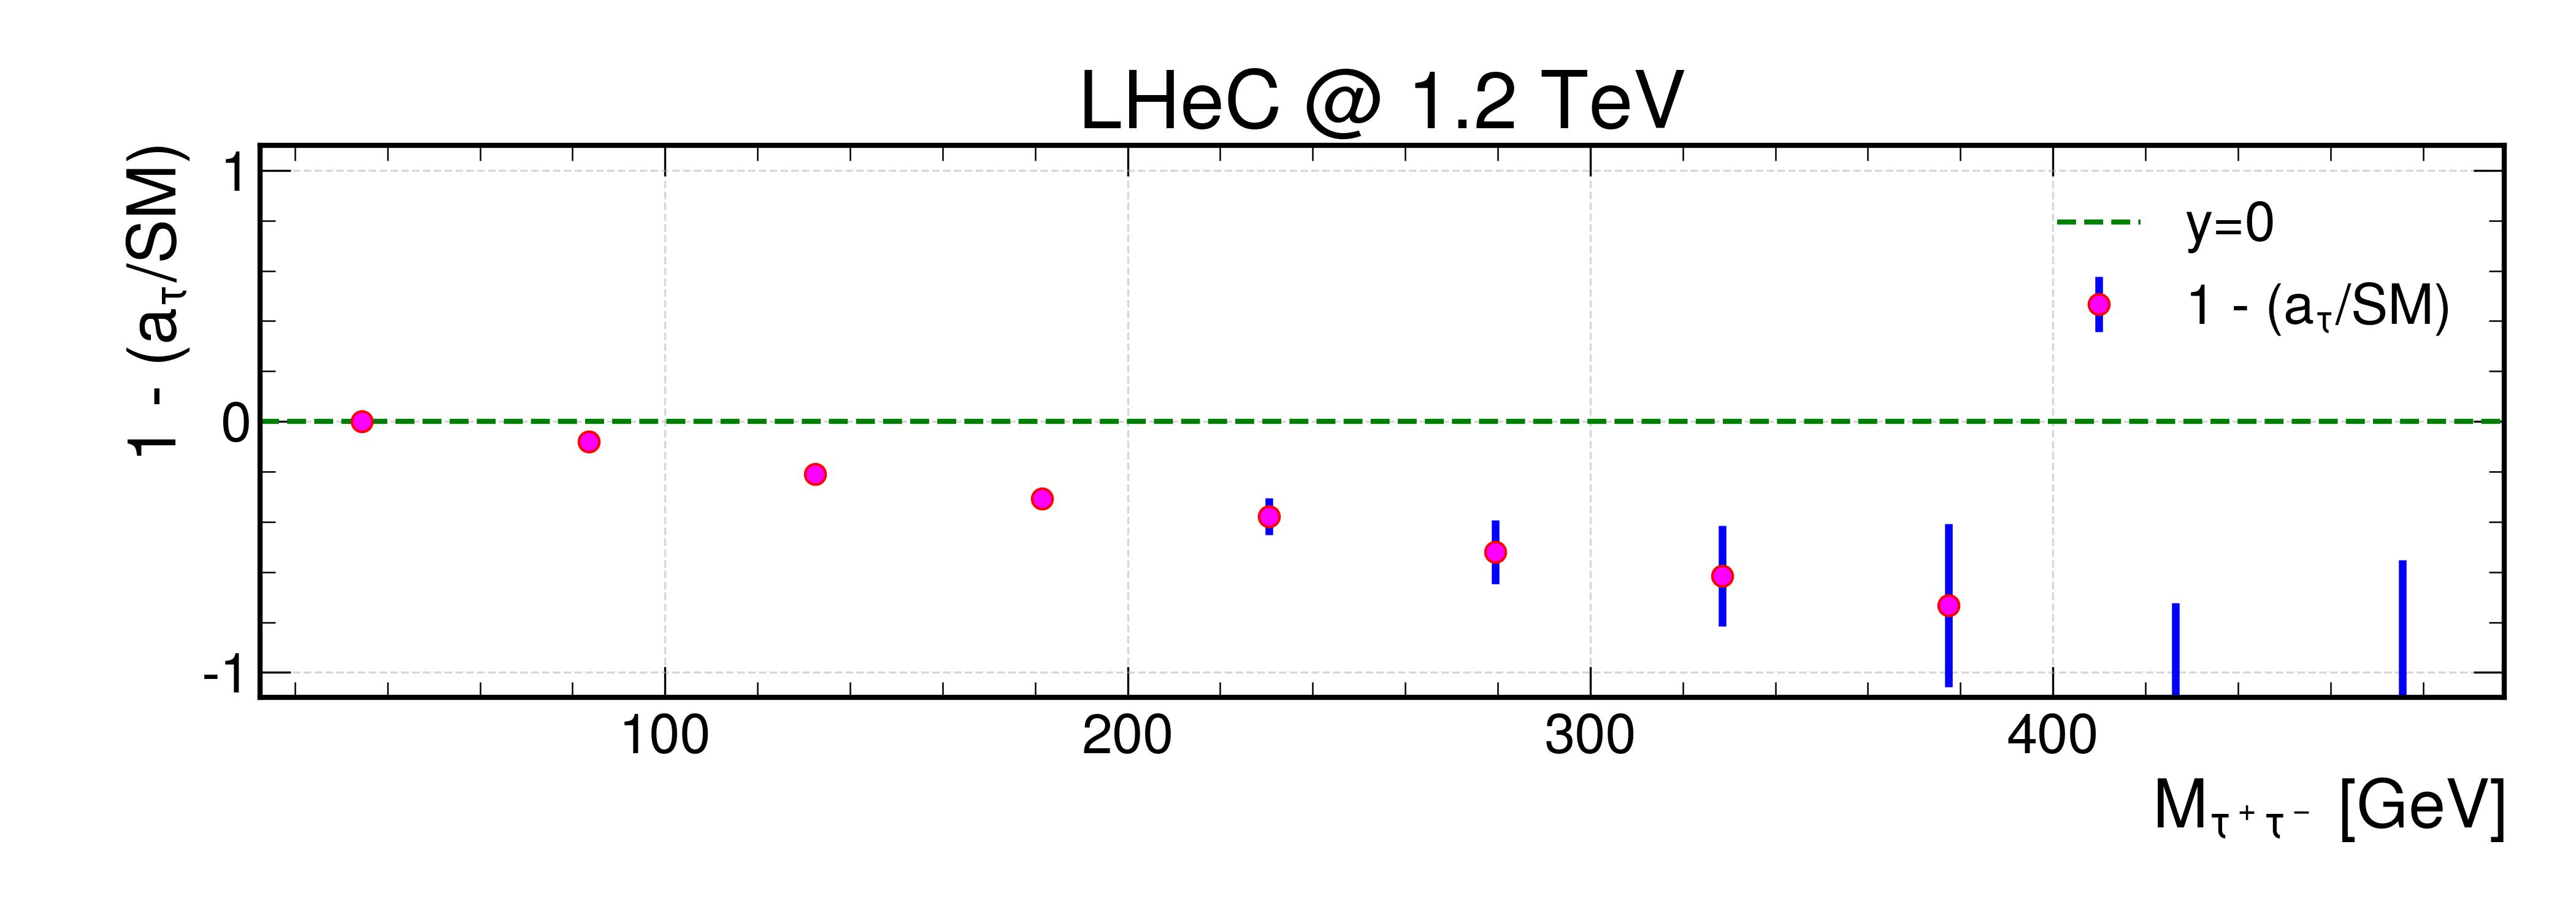 LHeC @ 1.2 TeV
1 - (aτ/SM)
1
0
-1
y=0
1 - (aτ/SM)
100 200 300 400
Mτ⁺τ⁻ [GeV]